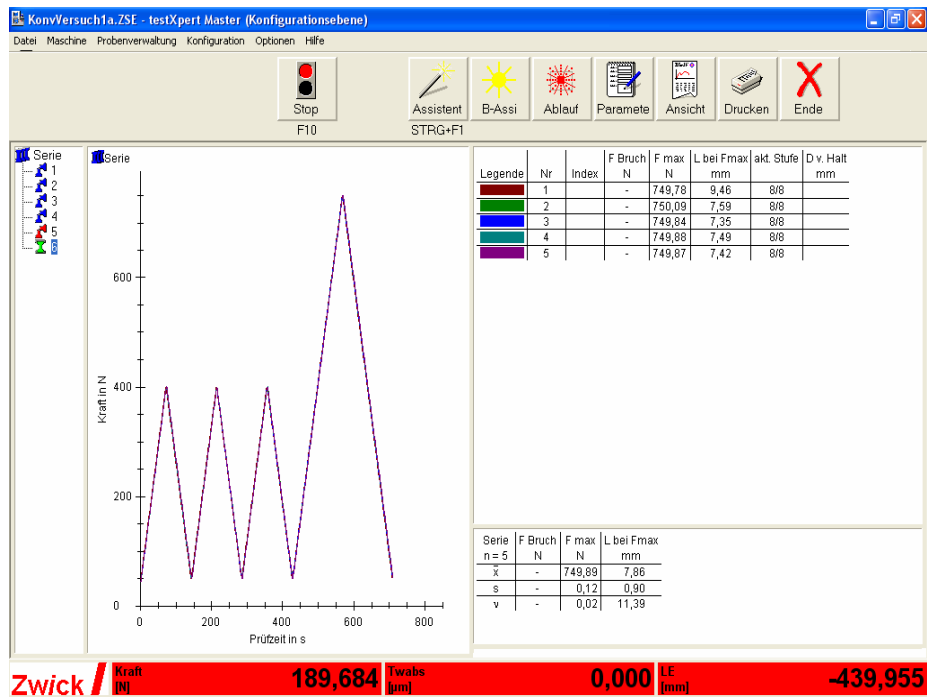 KonvVersuch1a.ZSE - testXpert Master (Konfigurationsebene)
Datei Maschine Probenverwaltung Konfiguration Optionen Hilfe
Stop Assistent B-Assi Ablauf Paramete Ansicht Drucken Ende
F10 STRG+F1
Serie
1
2
3
4
5
6
Serie
Kraft in N
600
400
200
0
0 200 400 600 800
Prüfzeit in s
F Bruch F max L bei Fmax akt. Stufe D v. Halt
Legende Nr Index N N mm mm
1 - 749,78 9,46 8/8
2 - 750,09 7,59 8/8
3 - 749,84 7,35 8/8
4 - 749,88 7,49 8/8
5 - 749,87 7,42 8/8
Serie F Bruch F max L bei Fmax
n = 5 N N mm
x̄ - 749,89 7,86
s - 0,12 0,90
ν - 0,02 11,39
Zwick Kraft [N] 189,684 Twabs [µm] 0,000 LE [mm] -439,955